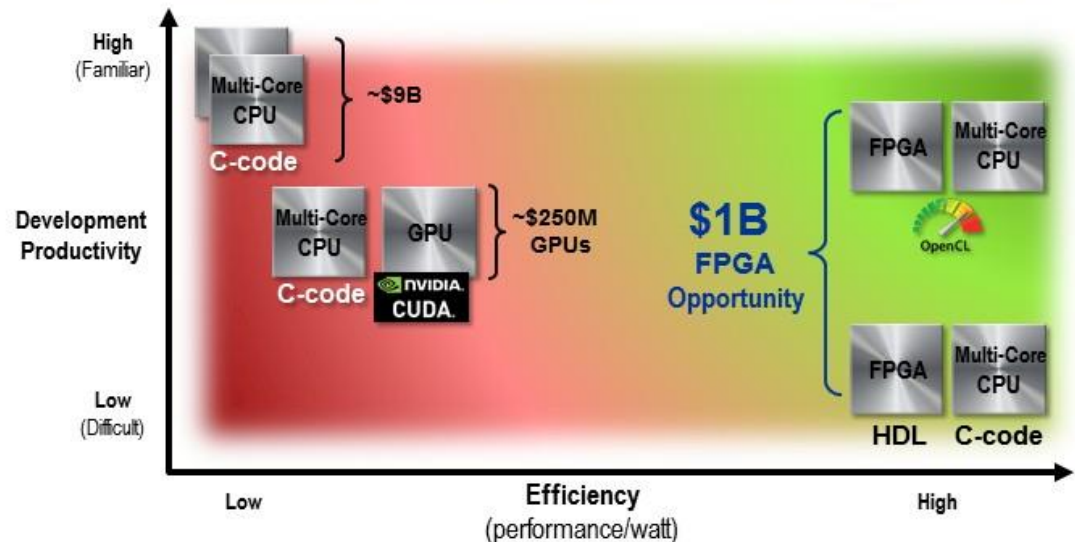 High
(Familiar)
Multi-Core
CPU
C-code
~$9B
Multi-Core
CPU
C-code
GPU
NVIDIA.
CUDA.
~$250M
GPUs
Development
Productivity
$1B
FPGA
Opportunity
FPGA
Multi-Core
CPU
OpenCL
FPGA
Multi-Core
CPU
HDL
C-code
Low
(Difficult)
Low
Efficiency
(performance/watt)
High